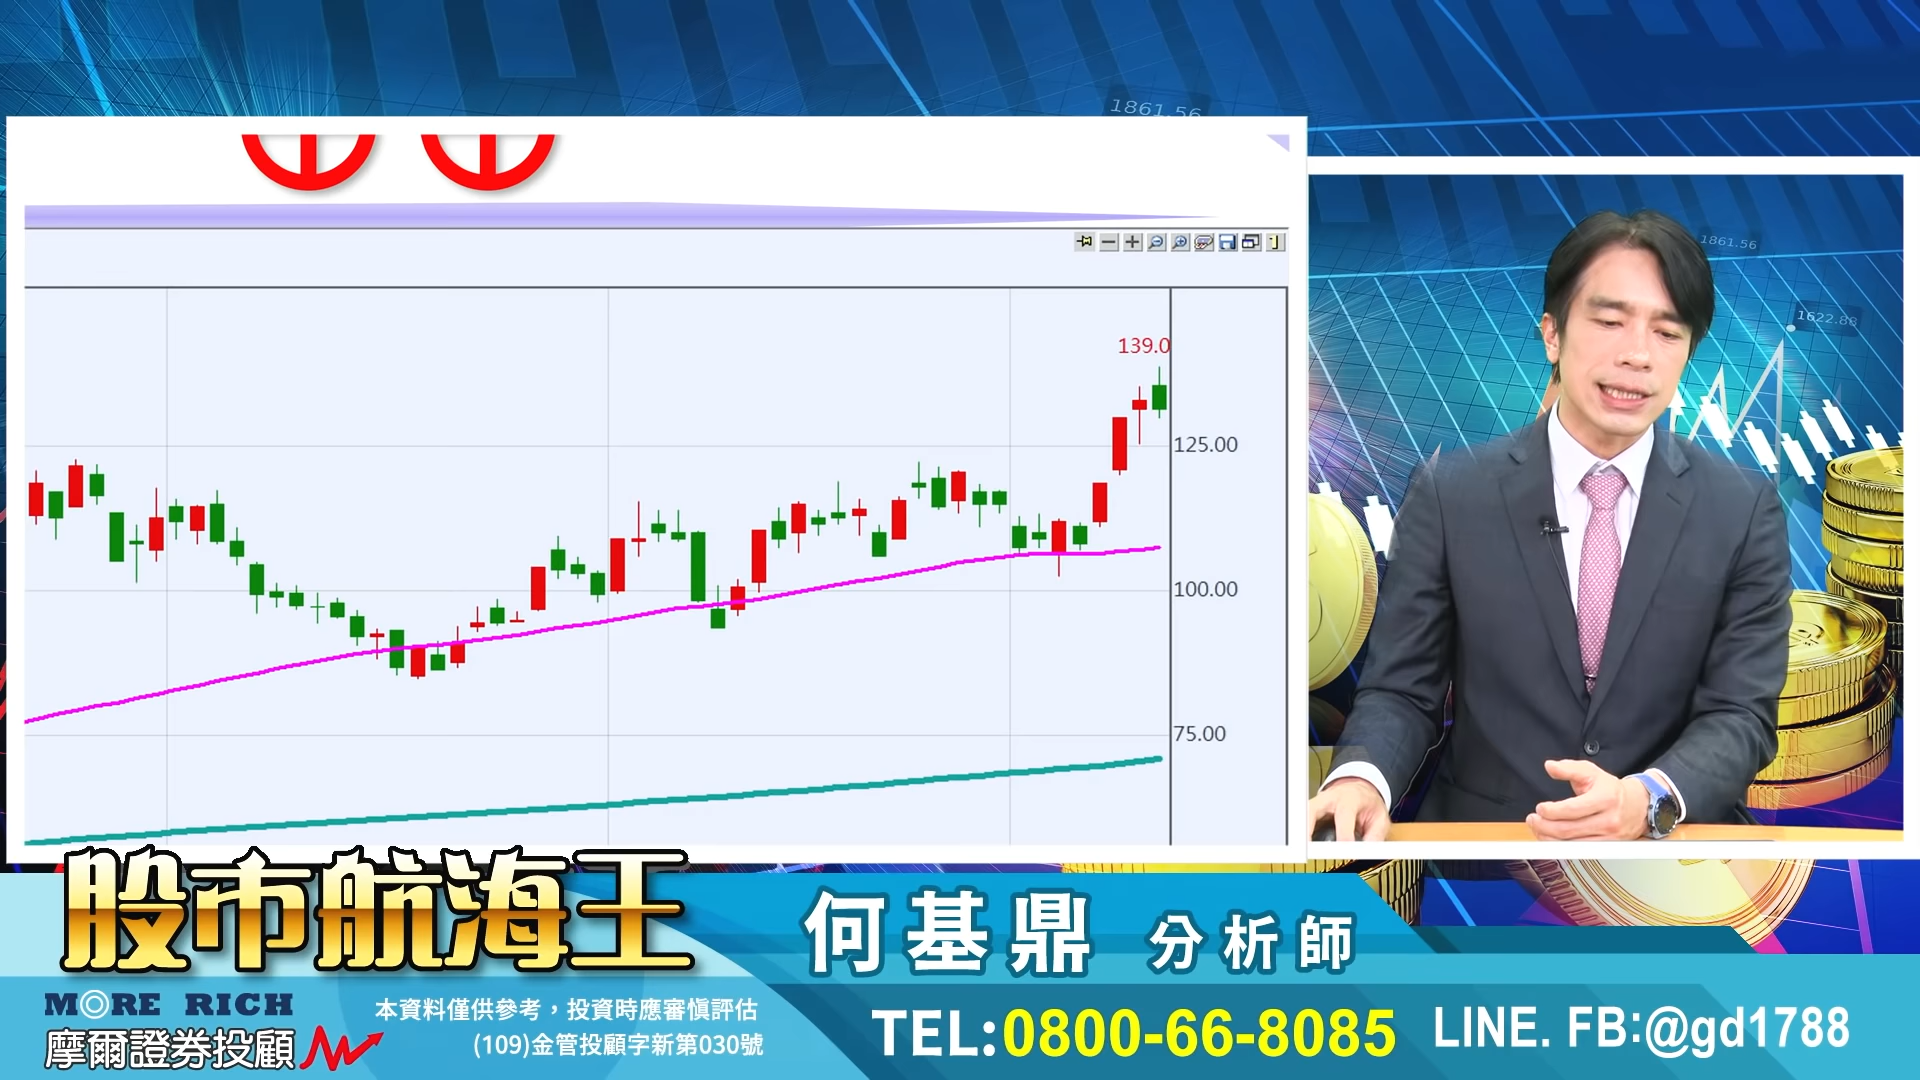 1861.56
1861.56
1622.88
139.0
125.00
100.00
75.00
股市航海王
何基鼎 分析師
MORE RICH
摩爾證券投顧
本資料僅供參考，投資時應審慎評估
(109)金管投顧字新第030號
TEL:0800-66-8085
LINE. FB:@gd1788